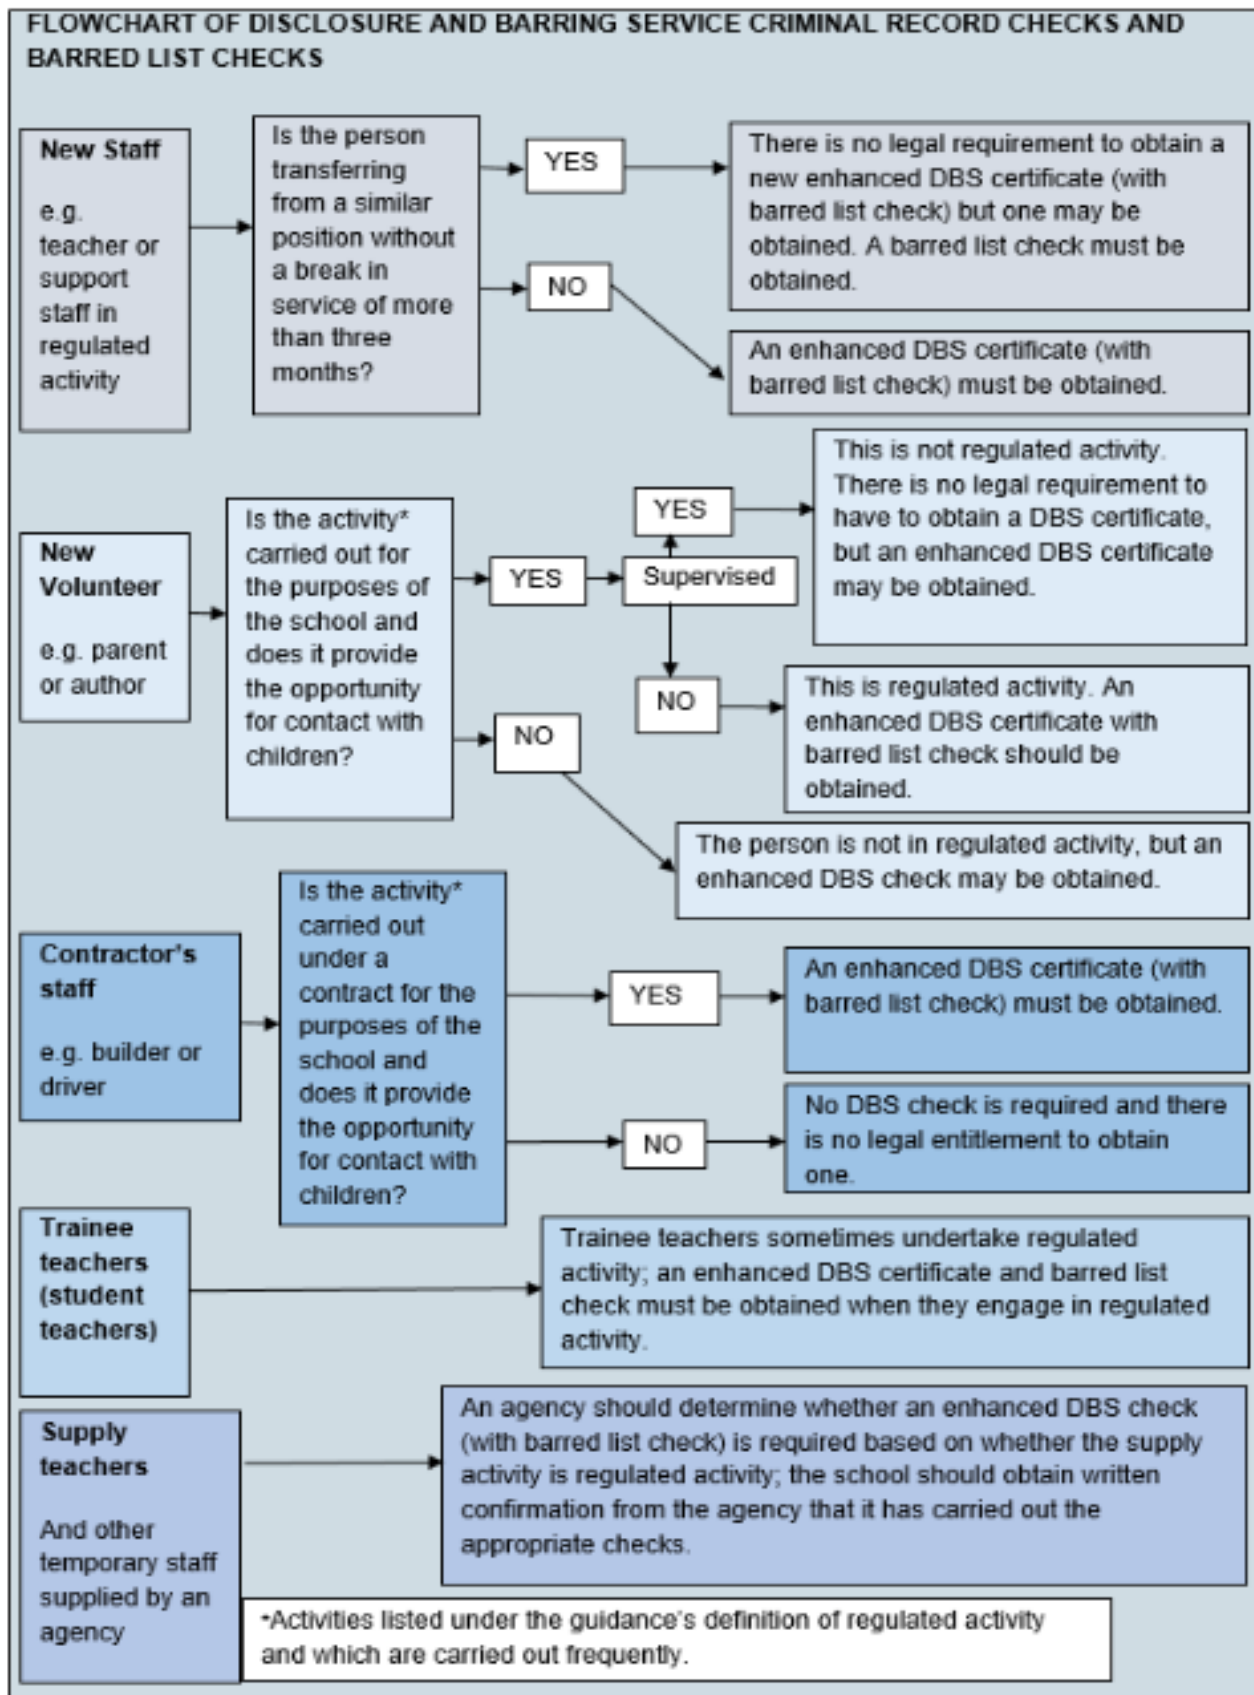 FLOWCHART OF DISCLOSURE AND BARRING SERVICE CRIMINAL RECORD CHECKS AND
BARRED LIST CHECKS
New Staff
e.g.
teacher or
support
staff in
regulated
activity
Is the person
transferring
from a similar
position without
a break in
service of more
than three
months?
YES
There is no legal requirement to obtain a
new enhanced DBS certificate (with
barred list check) but one may be
obtained. A barred list check must be
obtained.
NO
An enhanced DBS certificate (with
barred list check) must be obtained.
New
Volunteer
e.g. parent
or author
Is the activity*
carried out for
the purposes of
the school and
does it provide
the opportunity
for contact with
children?
YES
Supervised
YES
This is not regulated activity.
There is no legal requirement to
have to obtain a DBS certificate,
but an enhanced DBS certificate
may be obtained.
NO
This is regulated activity. An
enhanced DBS certificate with
barred list check should be
obtained.
NO
The person is not in regulated activity, but an
enhanced DBS check may be obtained.
Contractor's
staff
e.g. builder or
driver
Is the activity*
carried out
under a
contract for the
purposes of the
school and
does it provide
the opportunity
for contact with
children?
YES
An enhanced DBS certificate (with
barred list check) must be obtained.
NO
No DBS check is required and there
is no legal entitlement to obtain
one.
Trainee
teachers
(student
teachers)
Trainee teachers sometimes undertake regulated
activity; an enhanced DBS certificate and barred list
check must be obtained when they engage in regulated
activity.
Supply
teachers
And other
temporary staff
supplied by an
agency
An agency should determine whether an enhanced DBS check
(with barred list check) is required based on whether the supply
activity is regulated activity; the school should obtain written
confirmation from the agency that it has carried out the
appropriate checks.
*Activities listed under the guidance's definition of regulated activity
and which are carried out frequently.